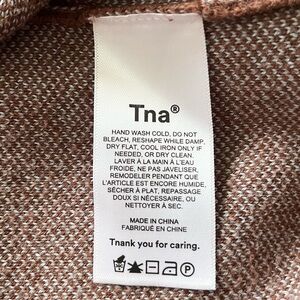 Tna®
HAND WASH COLD, DO NOT
BLEACH, RESHAPE WHILE DAMP,
DRY FLAT, COOL IRON ONLY IF
NEEDED, OR DRY CLEAN.
LAVER À LA MAIN À L'EAU
FROIDE, NE PAS JAVELISER,
REMODELER PENDANT QUE
L'ARTICLE EST ENCORE HUMIDE,
SÉCHER À PLAT, REPASSAGE
DOUX SI NÉCESSAIRE, OU
NETTOYER À SEC.
MADE IN CHINA
FABRIQUÉ EN CHINE
Thank you for caring.
P